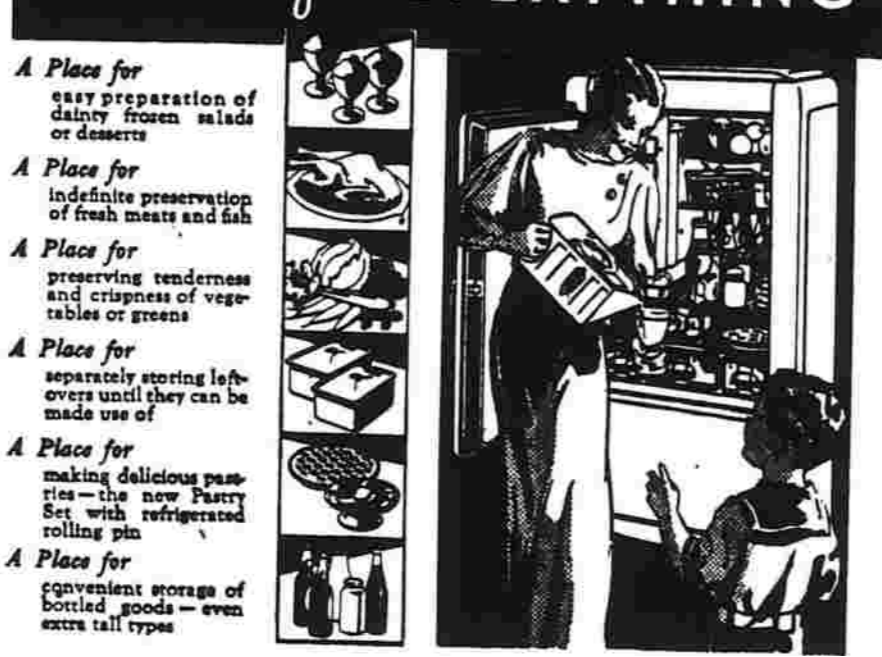 A Place for
easy preparation of
dainty frozen salads
or desserts
A Place for
indefinite preservation
of fresh meats and fish
A Place for
preserving tenderness
and crispness of vege-
tables or greens
A Place for
separately storing left-
overs until they can be
made use of
A Place for
making delicious past-
ries—the new Pastry
Set with refrigerated
rolling pin
A Place for
convenient storage of
bottled goods — even
extra tall types